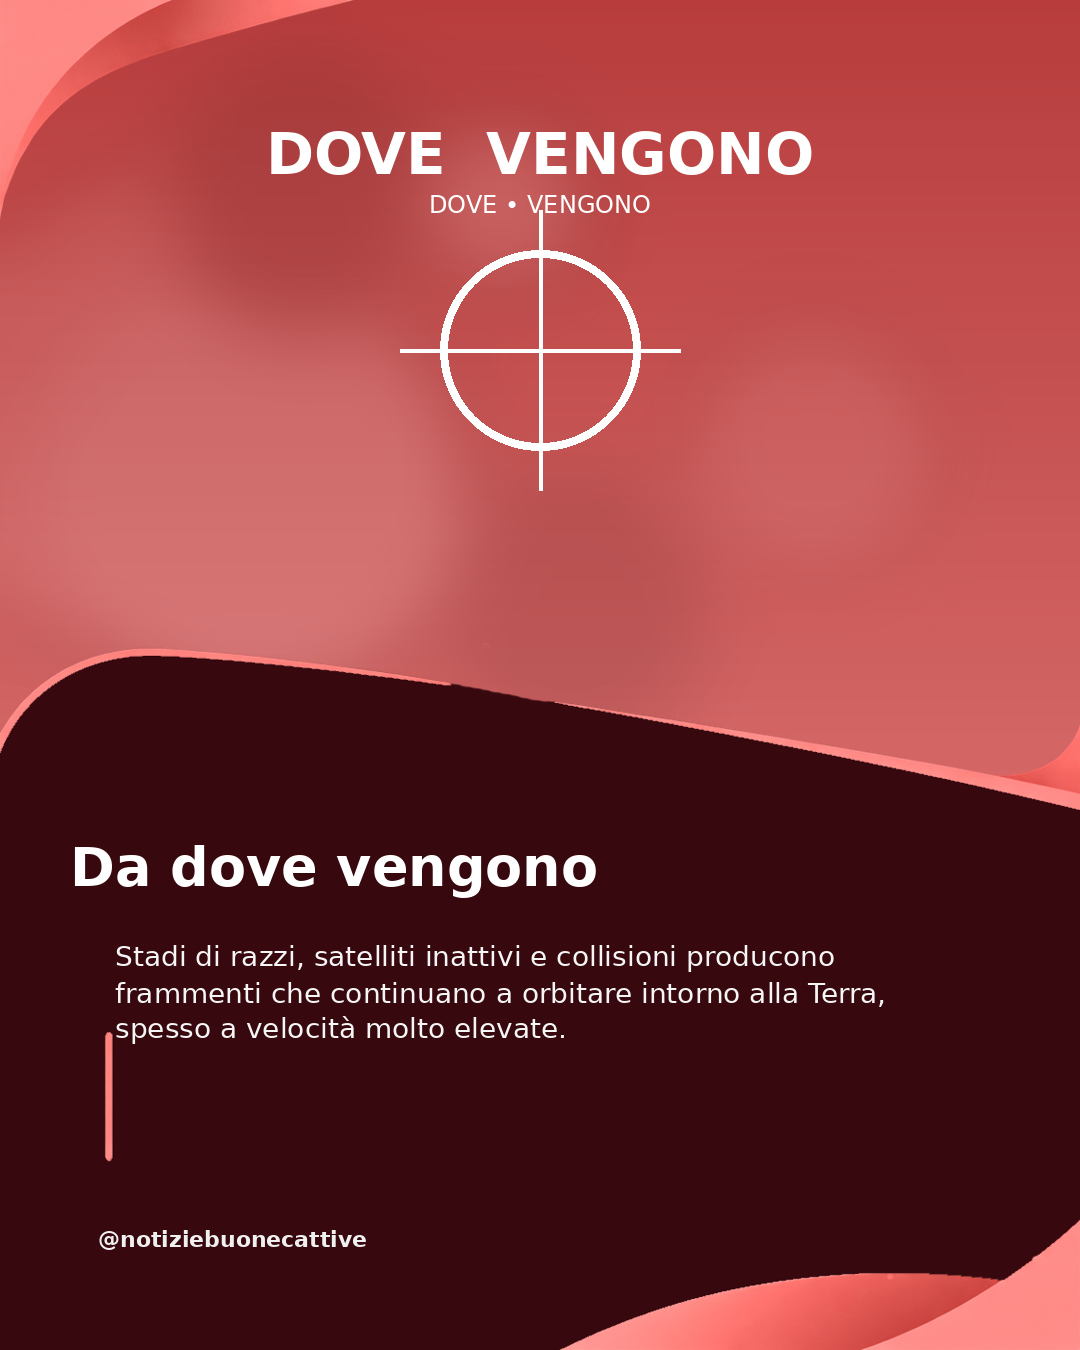 DOVE VENGONO
DOVE • VENGONO
Da dove vengono
Stadi di razzi, satelliti inattivi e collisioni producono
frammenti che continuano a orbitare intorno alla Terra,
spesso a velocità molto elevate.
@notiziebuonecattive